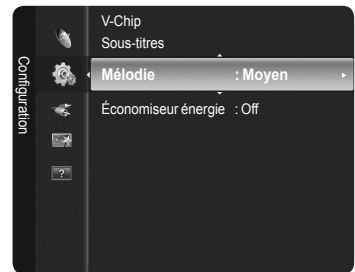 Configuration
V-Chip
Sous-titres
Mélodie : Moyen
Économiseur énergie : Off
?